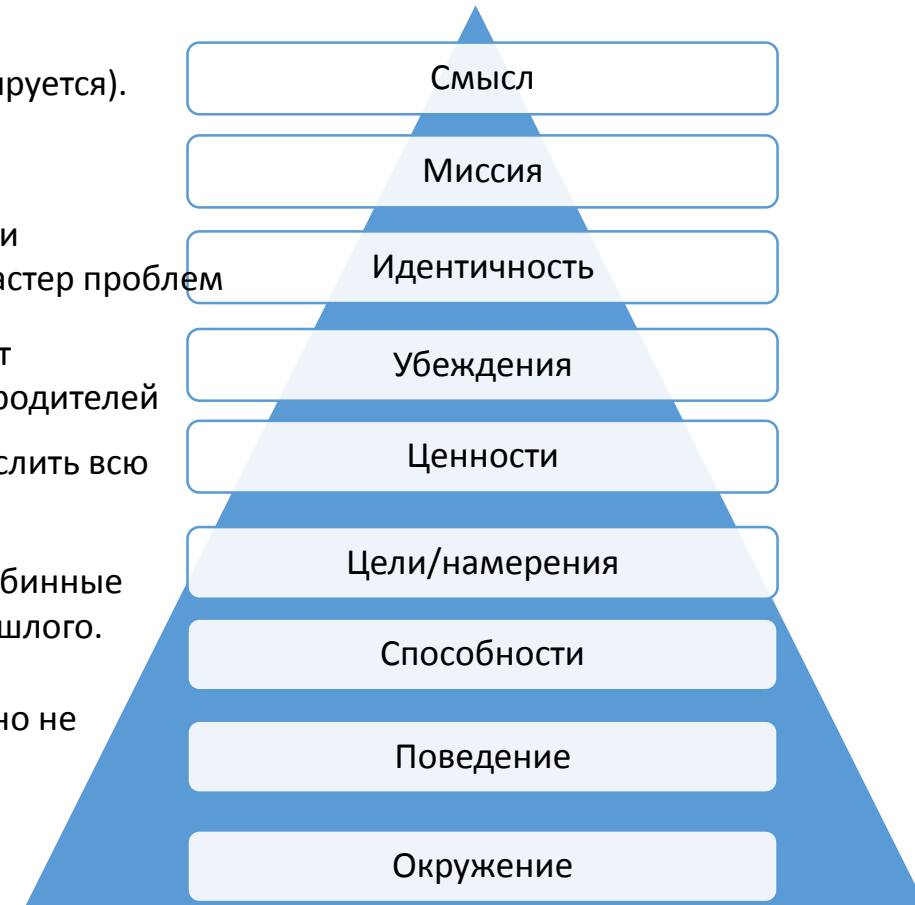 ируется).
и
астер проблем
т
родителей
слить всю
бинные
шлого.
но не
Смысл
Миссия
Идентичность
Убеждения
Ценности
Цели/намерения
Способности
Поведение
Окружение